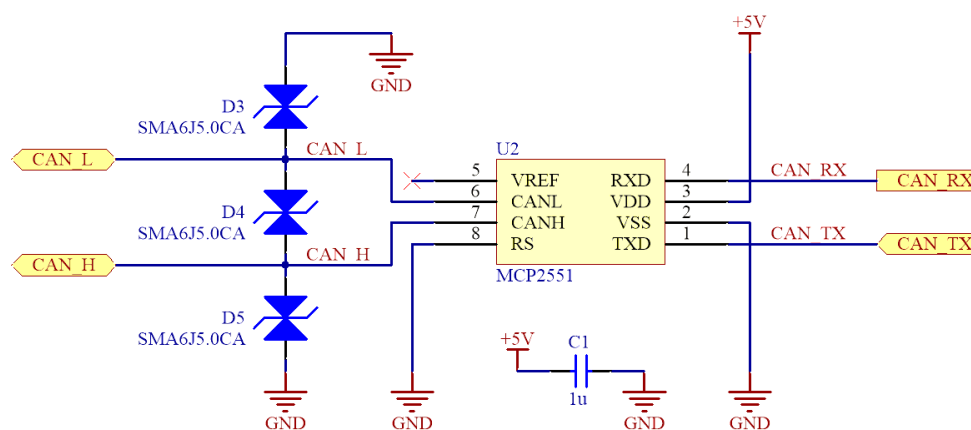 +5V
GND
D3
SMA6J5.0CA
CAN_L
CAN_L
U2
5 VREF RXD 4 CAN_RX CAN_RX
6 CANL VDD 3
D4
SMA6J5.0CA
7 CANH VSS 2
CAN_H
CAN_H
8 RS TXD 1 CAN_TX CAN_TX
MCP2551
D5
SMA6J5.0CA
+5V
C1
1u
GND
GND
GND
GND